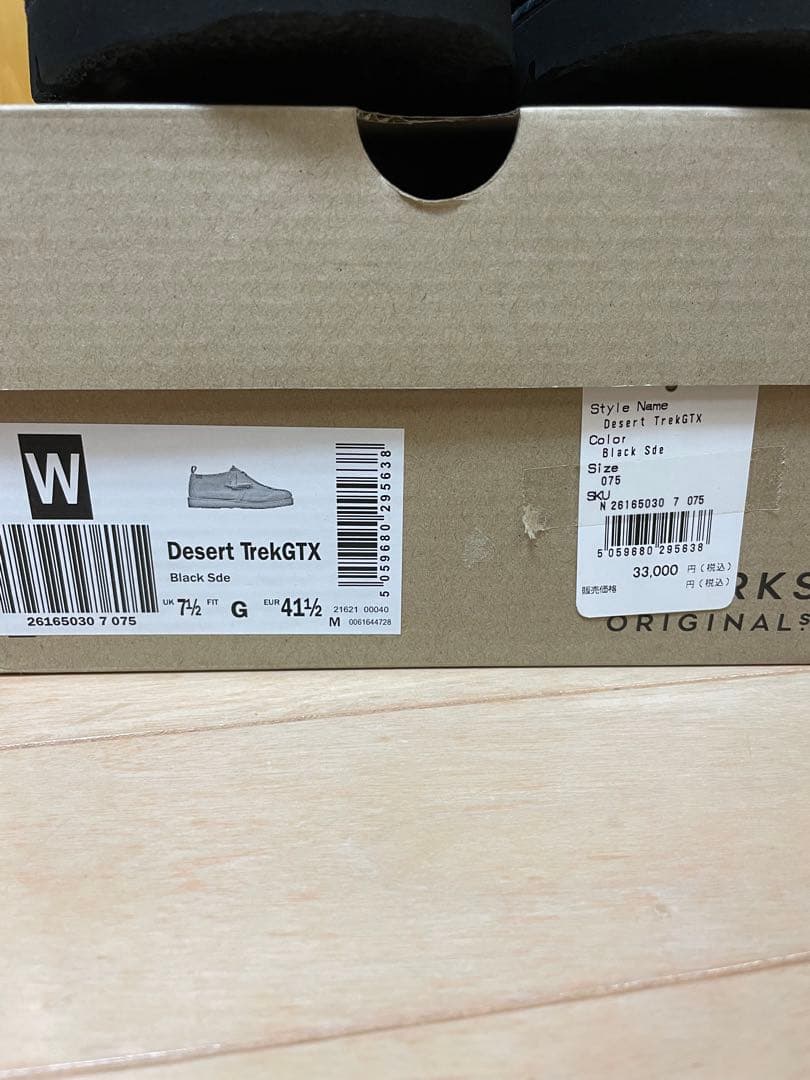 W
26165030 7 075
Desert TrekGTX
Black Sde
UK 7½ FIT G EUR 41½
5 059680 295638
21621 00040
M 0061644728
Style Name
Desert TrekGTX
Color
Black Sde
Size
075
SKU
N 26165030 7 075
5 059680 295638
33,000 円(税込)
販売価格 円(税込)
RKS
ORIGINALS